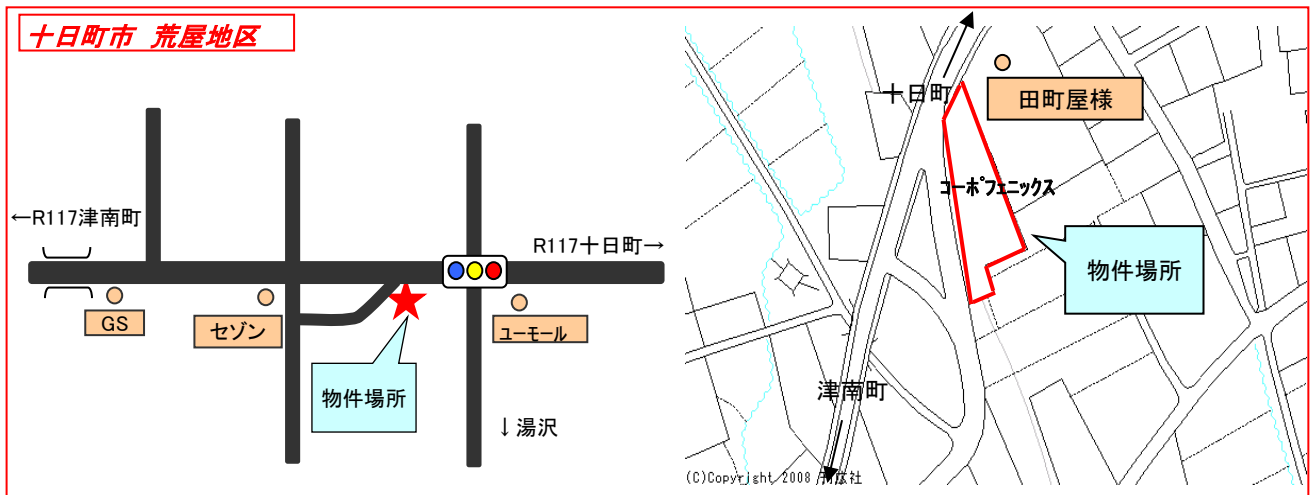 十日町市 荒屋地区
←R117津南町
R117十日町→
GS
セゾン
ユーモール
物件場所
↓湯沢
十日町
田町屋様
コーポフェニックス
物件場所
津南町
(C)Copyright 2008